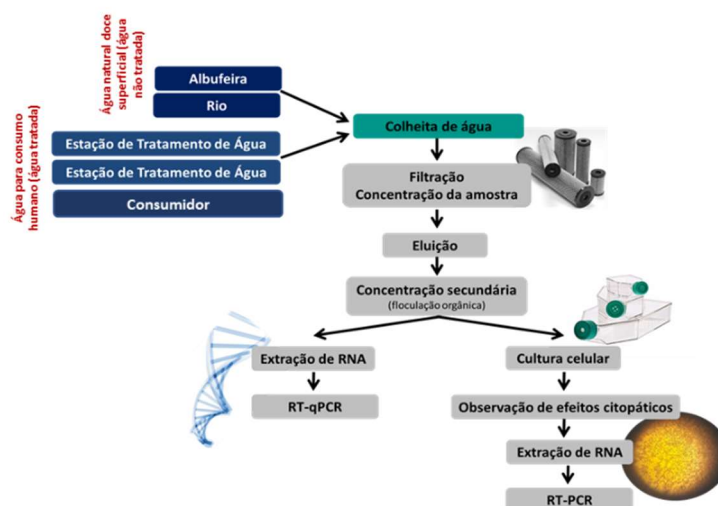 Água natural doce
superficial (água
não tratada)
Albufeira
Rio
Água para consumo
humano (água tratada)
Estação de Tratamento de Água
Estação de Tratamento de Água
Consumidor
Colheita de água
Filtração
Concentração da amostra
Eluição
Concentração secundária
(floculação orgânica)
Extração de RNA
RT-qPCR
Cultura celular
Observação de efeitos citopáticos
Extração de RNA
RT-PCR